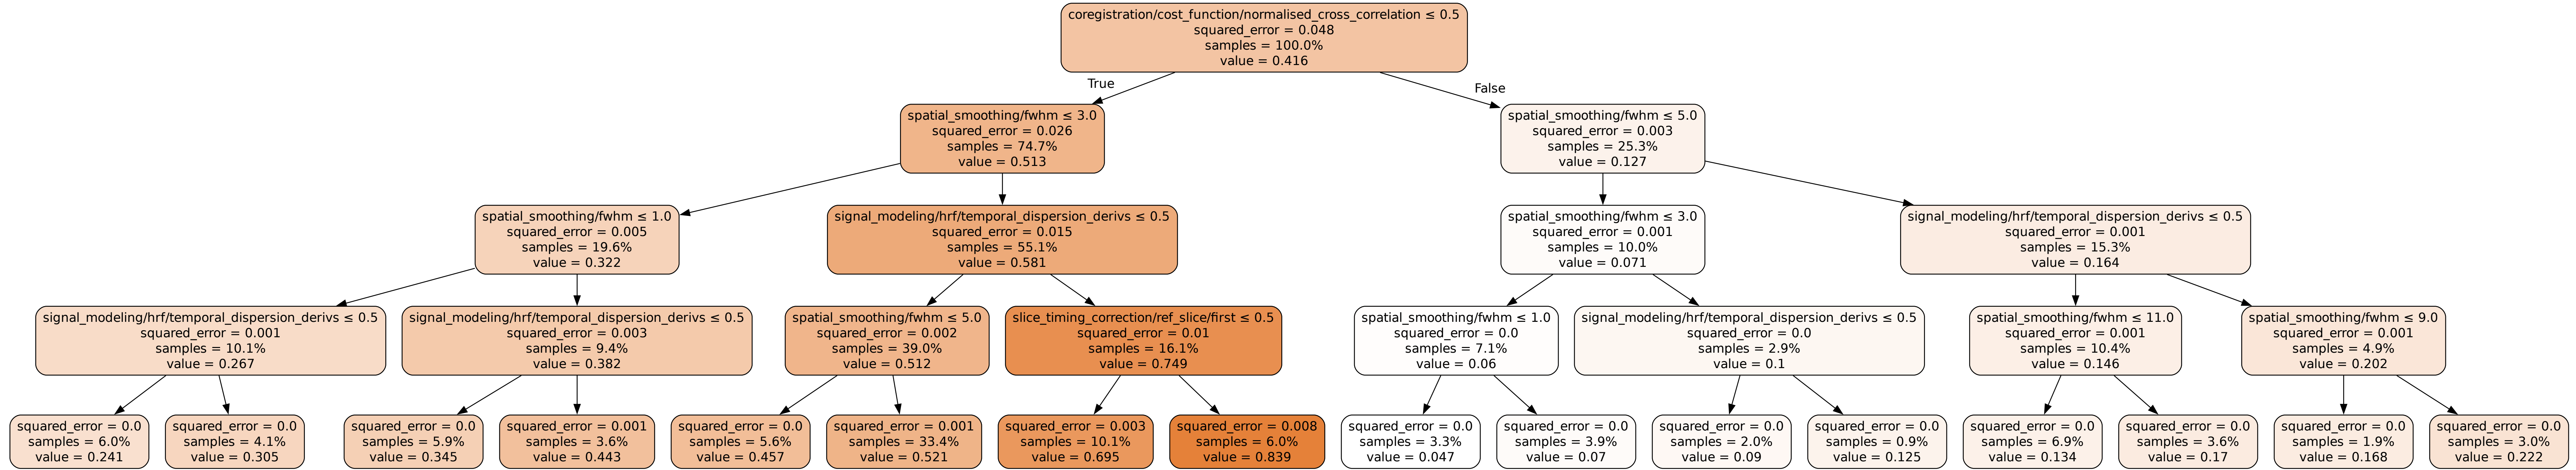 coregistration/cost_function/normalised_cross_correlation ≤ 0.5
squared_error = 0.048
samples = 100.0%
value = 0.416
True
False
spatial_smoothing/fwhm ≤ 3.0
squared_error = 0.026
samples = 74.7%
value = 0.513
spatial_smoothing/fwhm ≤ 5.0
squared_error = 0.003
samples = 25.3%
value = 0.127
spatial_smoothing/fwhm ≤ 1.0
squared_error = 0.005
samples = 19.6%
value = 0.322
signal_modeling/hrf/temporal_dispersion_derivs ≤ 0.5
squared_error = 0.015
samples = 55.1%
value = 0.581
spatial_smoothing/fwhm ≤ 3.0
squared_error = 0.001
samples = 10.0%
value = 0.071
signal_modeling/hrf/temporal_dispersion_derivs ≤ 0.5
squared_error = 0.001
samples = 15.3%
value = 0.164
signal_modeling/hrf/temporal_dispersion_derivs ≤ 0.5
squared_error = 0.001
samples = 10.1%
value = 0.267
signal_modeling/hrf/temporal_dispersion_derivs ≤ 0.5
squared_error = 0.003
samples = 9.4%
value = 0.382
spatial_smoothing/fwhm ≤ 5.0
squared_error = 0.002
samples = 39.0%
value = 0.512
slice_timing_correction/ref_slice/first ≤ 0.5
squared_error = 0.01
samples = 16.1%
value = 0.749
spatial_smoothing/fwhm ≤ 1.0
squared_error = 0.0
samples = 7.1%
value = 0.06
signal_modeling/hrf/temporal_dispersion_derivs ≤ 0.5
squared_error = 0.0
samples = 2.9%
value = 0.1
spatial_smoothing/fwhm ≤ 11.0
squared_error = 0.001
samples = 10.4%
value = 0.146
spatial_smoothing/fwhm ≤ 9.0
squared_error = 0.001
samples = 4.9%
value = 0.202
squared_error = 0.0
samples = 6.0%
value = 0.241
squared_error = 0.0
samples = 4.1%
value = 0.305
squared_error = 0.0
samples = 5.9%
value = 0.345
squared_error = 0.001
samples = 3.6%
value = 0.443
squared_error = 0.0
samples = 5.6%
value = 0.457
squared_error = 0.001
samples = 33.4%
value = 0.521
squared_error = 0.003
samples = 10.1%
value = 0.695
squared_error = 0.008
samples = 6.0%
value = 0.839
squared_error = 0.0
samples = 3.3%
value = 0.047
squared_error = 0.0
samples = 3.9%
value = 0.07
squared_error = 0.0
samples = 2.0%
value = 0.09
squared_error = 0.0
samples = 0.9%
value = 0.125
squared_error = 0.0
samples = 6.9%
value = 0.134
squared_error = 0.0
samples = 3.6%
value = 0.17
squared_error = 0.0
samples = 1.9%
value = 0.168
squared_error = 0.0
samples = 3.0%
value = 0.222